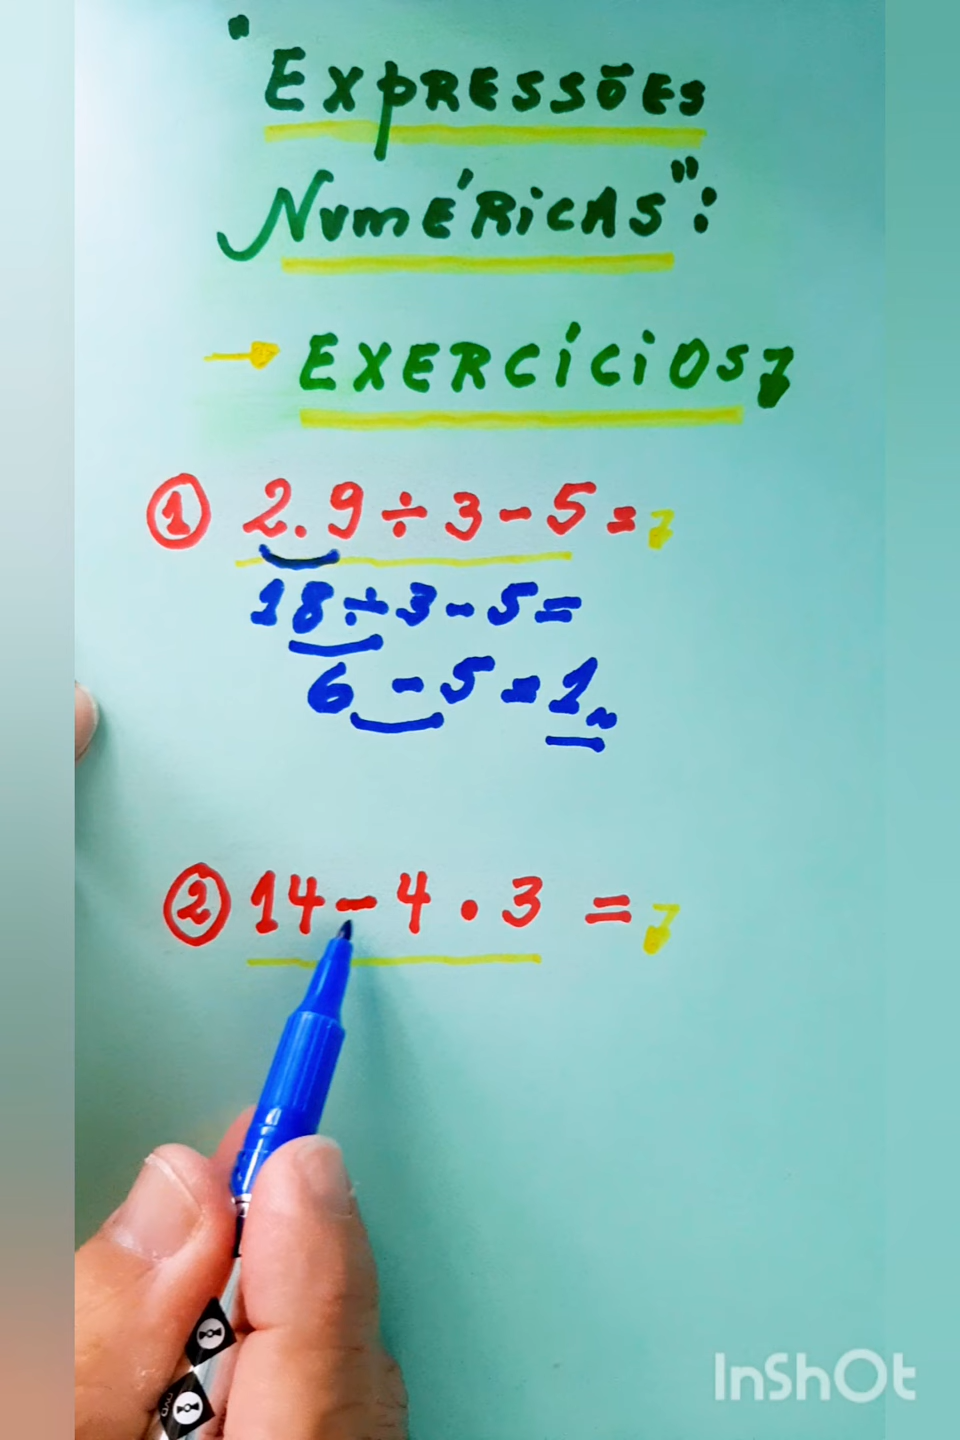 "Expressões
Numéricas":
→ EXERCÍCIOS
① 2.9÷3-5=
18÷3-5=
6-5=1
② 14-4·3=
InShOt